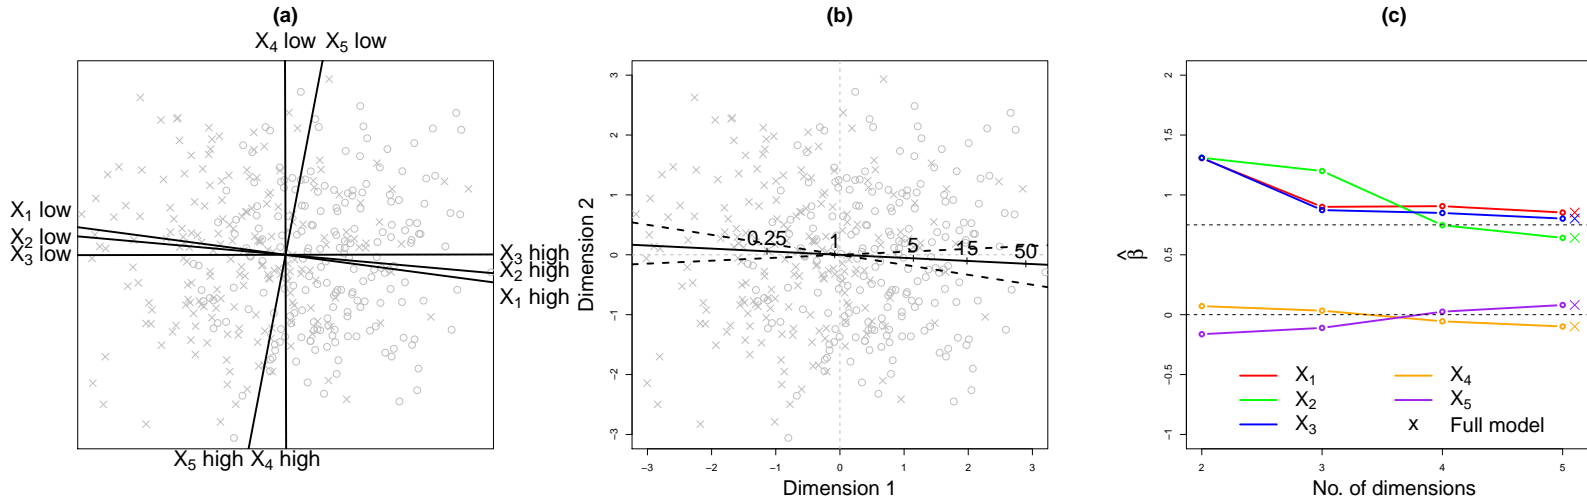 (a)
X4 low X5 low
X1 low
X2 low
X3 low
X3 high
X2 high
X1 high
X5 high X4 high
(b)
Dimension 2
3
2
1
0
−1
−2
−3
0.25 1 5 15 50
−3 −2 −1 0 1 2 3
Dimension 1
(c)
β̂
2
1.5
1
0.5
0
−0.5
−1
X1 X4
X2 X5
X3 x Full model
2 3 4 5
No. of dimensions